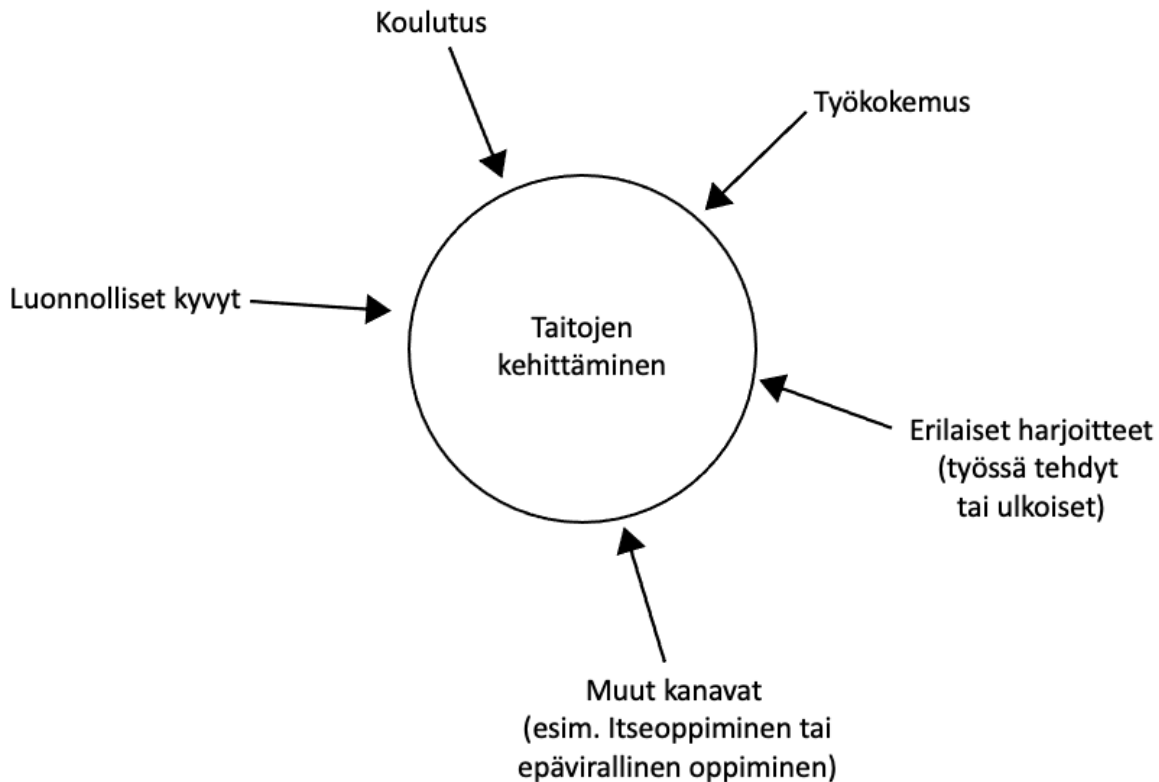 Koulutus
Työkokemus
Luonnolliset kyvyt
Taitojen
kehittäminen
Erilaiset harjoitteet
(työssä tehdyt
tai ulkoiset)
Muut kanavat
(esim. Itseoppiminen tai
epävirallinen oppiminen)